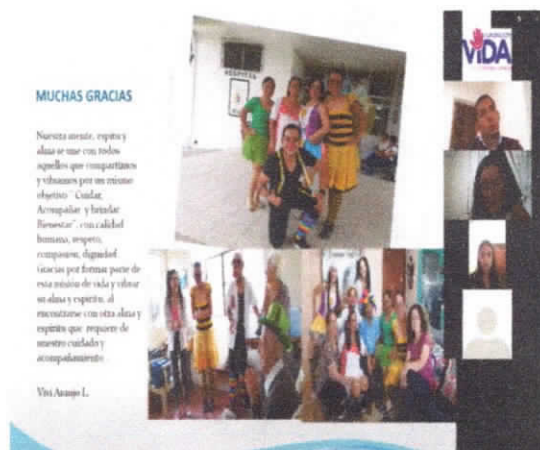 MUCHAS GRACIAS
Nuestra mente, espíritu y
alma se une con todos
aquellos que compartimos
y vibramos por un mismo
objetivo " Cuidar,
Acompañar y brindar
Bienestar", con calidad
humana, respeto,
compasión, dignidad.
Gracias por formar parte de
esta misión de vida y vibrar
su alma y espíritu, al
encontrarse con otra alma y
espíritu que requiere de
nuestro cuidado y
acompañamiento
Vivi Araujo L.
HOSPICE
VIDA